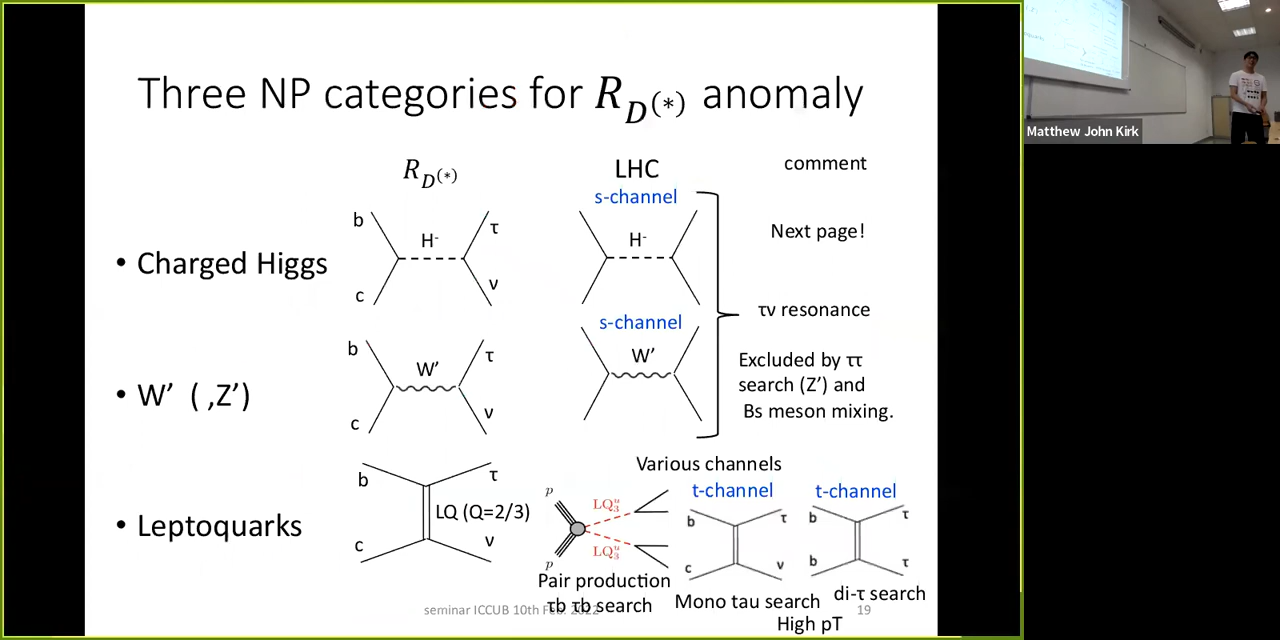 Three NP categories for R_D(*) anomaly
R_D(*)
LHC
comment
s-channel
b
H-
τ
c
ν
H-
Next page!
• Charged Higgs
τν resonance
s-channel
b
W'
τ
c
ν
W'
Excluded by ττ
search (Z') and
Bs meson mixing.
• W' ( ,Z')
Various channels
b
τ
LQ (Q=2/3)
c
ν
• Leptoquarks
p
LQ₃ᵘ
LQ₃ᵘ
p
Pair production
τb τb search
t-channel
b
τ
c
ν
Mono tau search
t-channel
b
τ
b
τ
di-τ search
High pT
seminar ICCUB 10th Feb. 2022
19
Matthew John Kirk